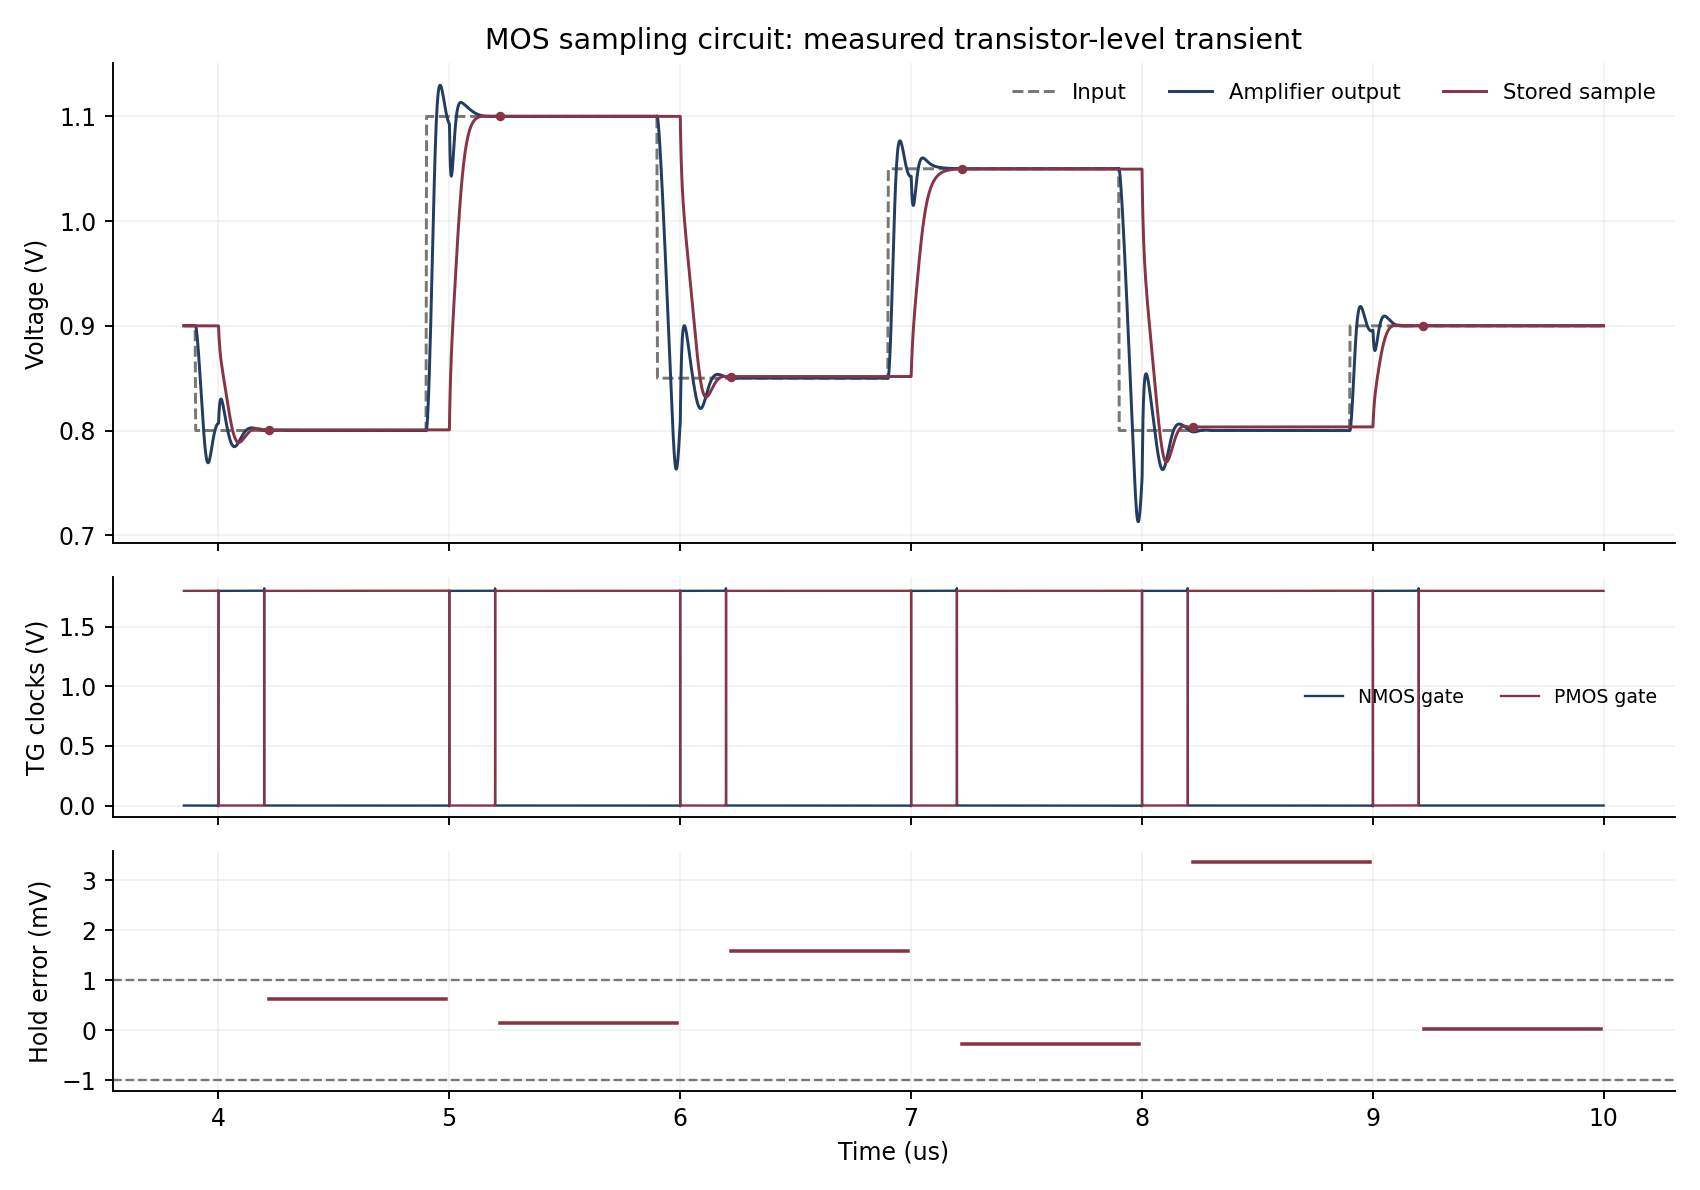 MOS sampling circuit: measured transistor-level transient
Input
Amplifier output
Stored sample
Voltage (V)
1.1
1.0
0.9
0.8
0.7
TG clocks (V)
1.5
1.0
0.5
0.0
NMOS gate
PMOS gate
Hold error (mV)
3
2
1
0
−1
4
5
6
7
8
9
10
Time (us)